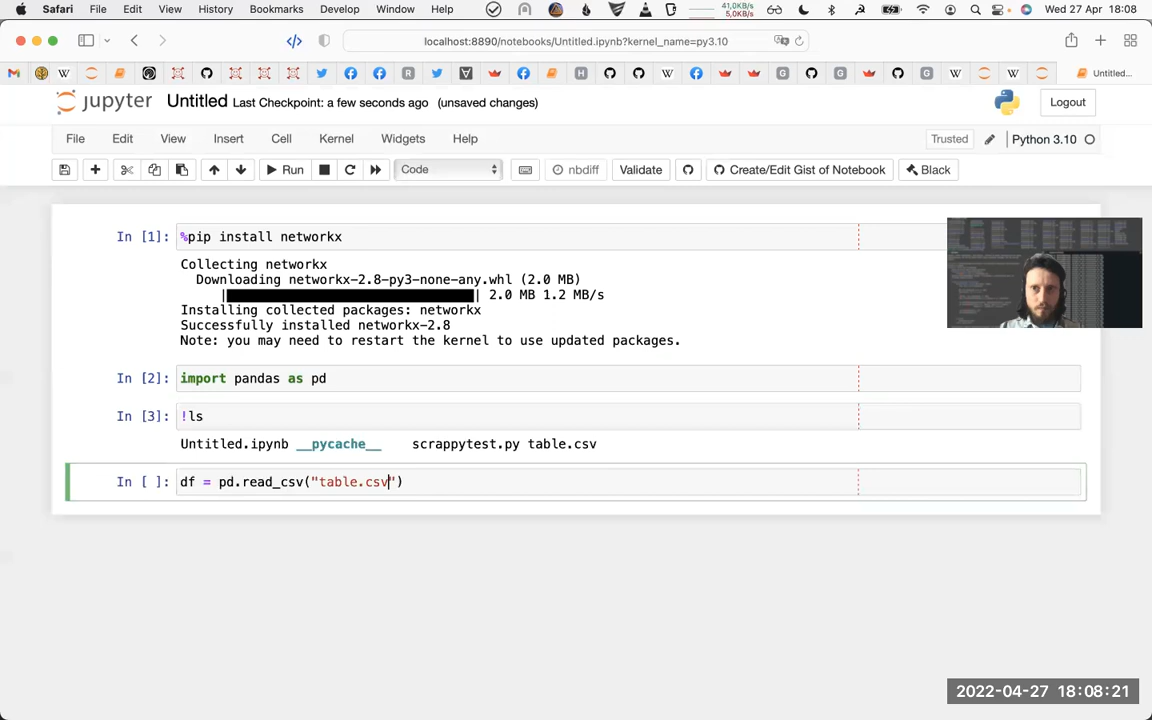 Safari File Edit View History Bookmarks Develop Window Help 41,0KB/s 5,0KB/s Wed 27 Apr 18:08
localhost:8890/notebooks/Untitled.ipynb?kernel_name=py3.10
Untitled...
jupyter Untitled Last Checkpoint: a few seconds ago (unsaved changes) Logout
File Edit View Insert Cell Kernel Widgets Help Trusted Python 3.10
Run Code nbdiff Validate Create/Edit Gist of Notebook Black
In [1]: %pip install networkx
Collecting networkx
Downloading networkx-2.8-py3-none-any.whl (2.0 MB)
|████████████████████████████████| 2.0 MB 1.2 MB/s
Installing collected packages: networkx
Successfully installed networkx-2.8
Note: you may need to restart the kernel to use updated packages.
In [2]: import pandas as pd
In [3]: !ls
Untitled.ipynb __pycache__ scrappytest.py table.csv
In [ ]: df = pd.read_csv("table.csv")
2022-04-27 18:08:21